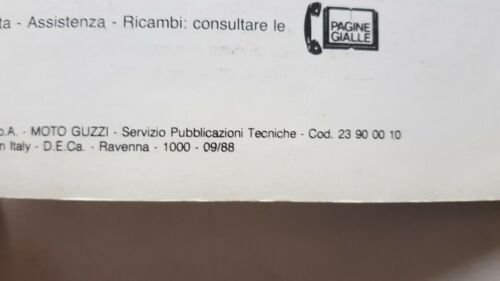 ta - Assistenza - Ricambi: consultare le
PAGINE
GIALLE
p.A. - MOTO GUZZI - Servizio Pubblicazioni Tecniche - Cod. 23 90 00 10
n Italy - D.E.Ca. - Ravenna - 1000 - 09/88